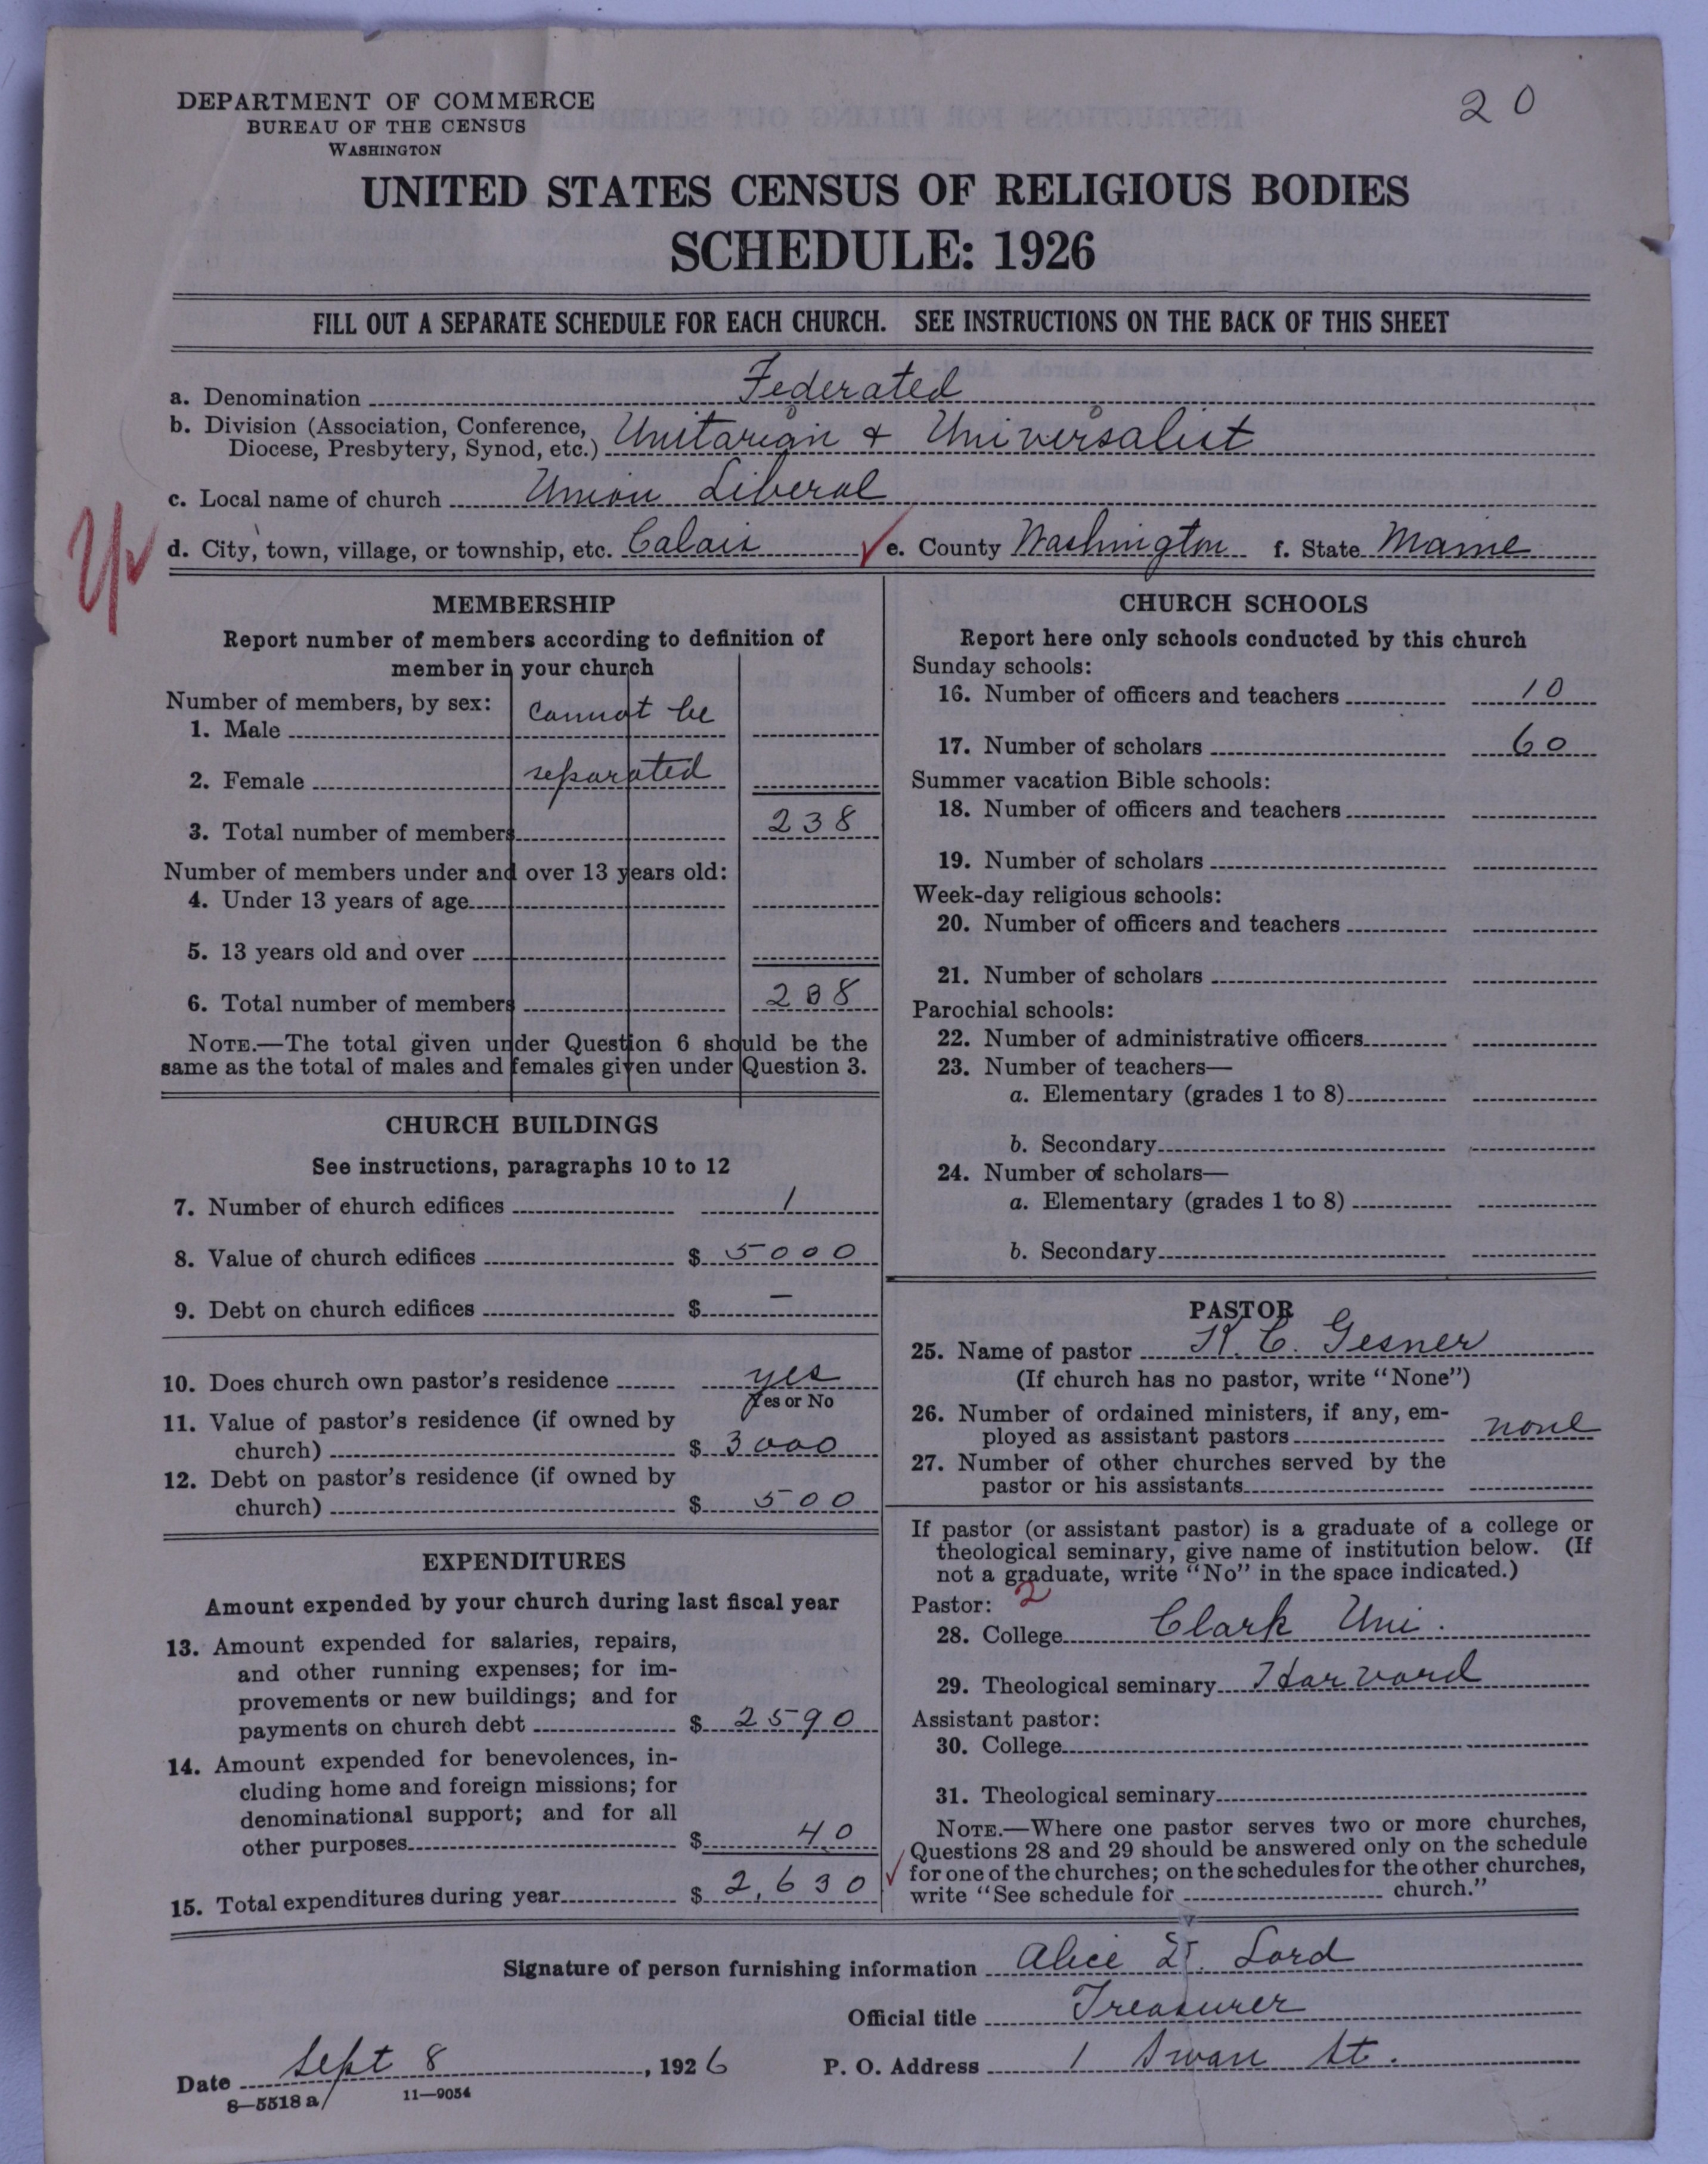 20
DEPARTMENT OF COMMERCE
BUREAU OF THE CENSUS
WASHINGTON
UNITED STATES CENSUS OF RELIGIOUS BODIES
SCHEDULE: 1926
FILL OUT A SEPARATE SCHEDULE FOR EACH CHURCH. SEE INSTRUCTIONS ON THE BACK OF THIS SHEET
a. Denomination Federated
b. Division (Association, Conference, Diocese, Presbytery, Synod, etc.) Unitarian & Universalist
c. Local name of church Union Liberal
d. City, town, village, or township, etc. Calais e. County Washington f. State Maine
MEMBERSHIP
Report number of members according to definition of
member in your church
Number of members, by sex: cannot be
1. Male
2. Female separated
3. Total number of members 238
Number of members under and over 13 years old:
4. Under 13 years of age
5. 13 years old and over
6. Total number of members 238
NOTE.—The total given under Question 6 should be the
same as the total of males and females given under Question 3.
CHURCH BUILDINGS
See instructions, paragraphs 10 to 12
7. Number of church edifices 1
8. Value of church edifices $ 5000
9. Debt on church edifices $ —
10. Does church own pastor's residence yes
Yes or No
11. Value of pastor's residence (if owned by
church) $ 3000
12. Debt on pastor's residence (if owned by
church) $ 500
EXPENDITURES
Amount expended by your church during last fiscal year
13. Amount expended for salaries, repairs,
and other running expenses; for im-
provements or new buildings; and for
payments on church debt $ 2590
14. Amount expended for benevolences, in-
cluding home and foreign missions; for
denominational support; and for all
other purposes $ 40
15. Total expenditures during year $ 2,630
CHURCH SCHOOLS
Report here only schools conducted by this church
Sunday schools:
16. Number of officers and teachers 10
17. Number of scholars 60
Summer vacation Bible schools:
18. Number of officers and teachers
19. Number of scholars
Week-day religious schools:
20. Number of officers and teachers
21. Number of scholars
Parochial schools:
22. Number of administrative officers
23. Number of teachers—
a. Elementary (grades 1 to 8)
b. Secondary
24. Number of scholars—
a. Elementary (grades 1 to 8)
b. Secondary
PASTOR
25. Name of pastor K. C. Gesner
(If church has no pastor, write "None")
26. Number of ordained ministers, if any, em-
ployed as assistant pastors none
27. Number of other churches served by the
pastor or his assistants
If pastor (or assistant pastor) is a graduate of a college or
theological seminary, give name of institution below. (If
not a graduate, write "No" in the space indicated.)
Pastor: 2
28. College Clark Uni.
29. Theological seminary Harvard
Assistant pastor:
30. College
31. Theological seminary
NOTE.—Where one pastor serves two or more churches,
Questions 28 and 29 should be answered only on the schedule
for one of the churches; on the schedules for the other churches,
write "See schedule for church."
Signature of person furnishing information Alice Lord
Official title Treasurer
Date Sept 8, 1926 P. O. Address 1 Swan St.
8—5518 a 11—9054